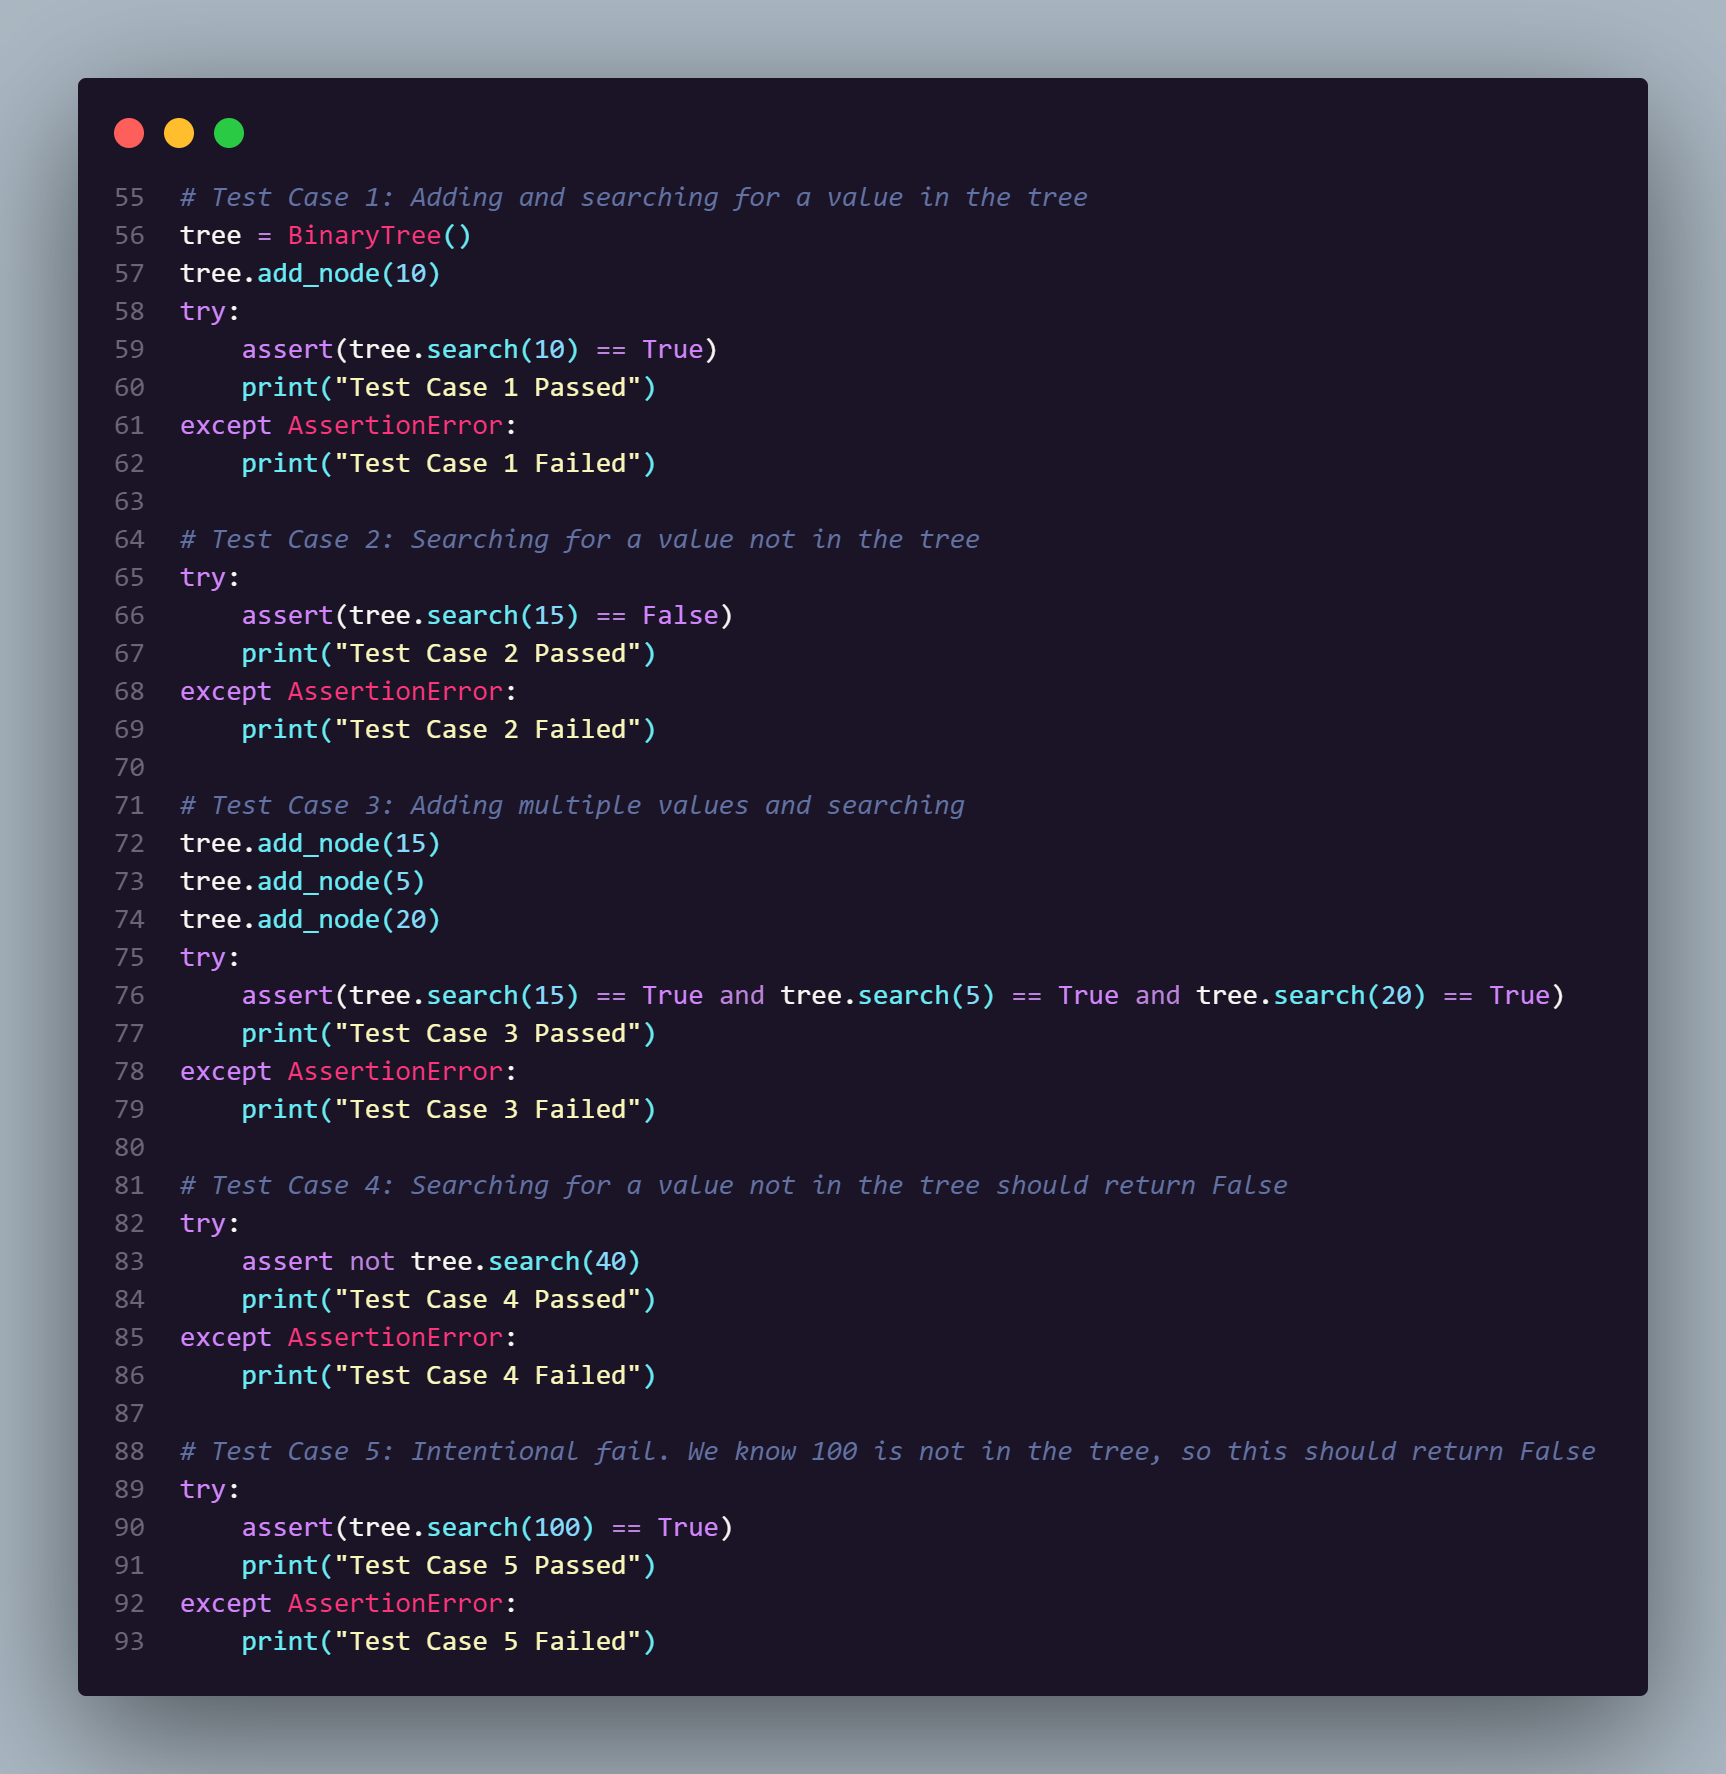 55 # Test Case 1: Adding and searching for a value in the tree
56 tree = BinaryTree()
57 tree.add_node(10)
58 try:
59     assert(tree.search(10) == True)
60     print("Test Case 1 Passed")
61 except AssertionError:
62     print("Test Case 1 Failed")
63
64 # Test Case 2: Searching for a value not in the tree
65 try:
66     assert(tree.search(15) == False)
67     print("Test Case 2 Passed")
68 except AssertionError:
69     print("Test Case 2 Failed")
70
71 # Test Case 3: Adding multiple values and searching
72 tree.add_node(15)
73 tree.add_node(5)
74 tree.add_node(20)
75 try:
76     assert(tree.search(15) == True and tree.search(5) == True and tree.search(20) == True)
77     print("Test Case 3 Passed")
78 except AssertionError:
79     print("Test Case 3 Failed")
80
81 # Test Case 4: Searching for a value not in the tree should return False
82 try:
83     assert not tree.search(40)
84     print("Test Case 4 Passed")
85 except AssertionError:
86     print("Test Case 4 Failed")
87
88 # Test Case 5: Intentional fail. We know 100 is not in the tree, so this should return False
89 try:
90     assert(tree.search(100) == True)
91     print("Test Case 5 Passed")
92 except AssertionError:
93     print("Test Case 5 Failed")